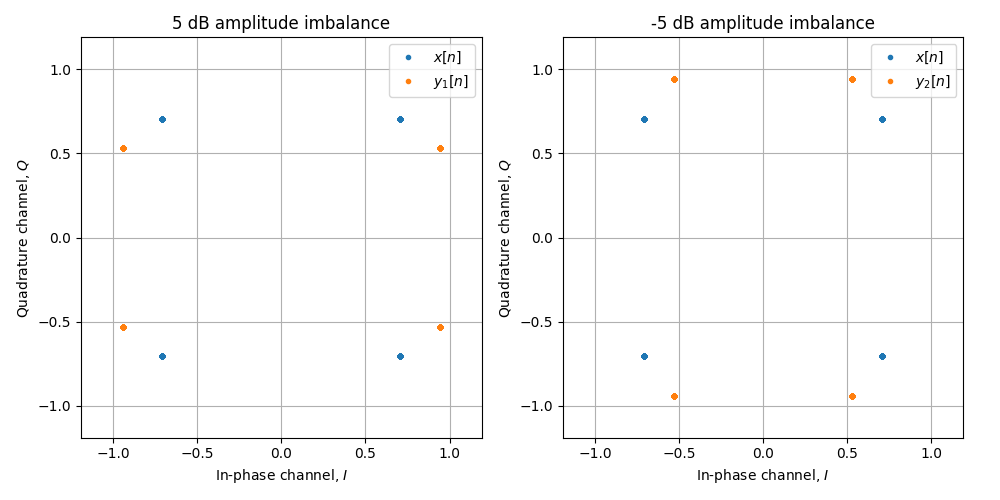 5 dB amplitude imbalance
x[n]
y₁[n]
1.0
0.5
0.0
−0.5
−1.0
Quadrature channel, Q
−1.0 −0.5 0.0 0.5 1.0
In-phase channel, I
-5 dB amplitude imbalance
x[n]
y₂[n]
1.0
0.5
0.0
−0.5
−1.0
Quadrature channel, Q
−1.0 −0.5 0.0 0.5 1.0
In-phase channel, I